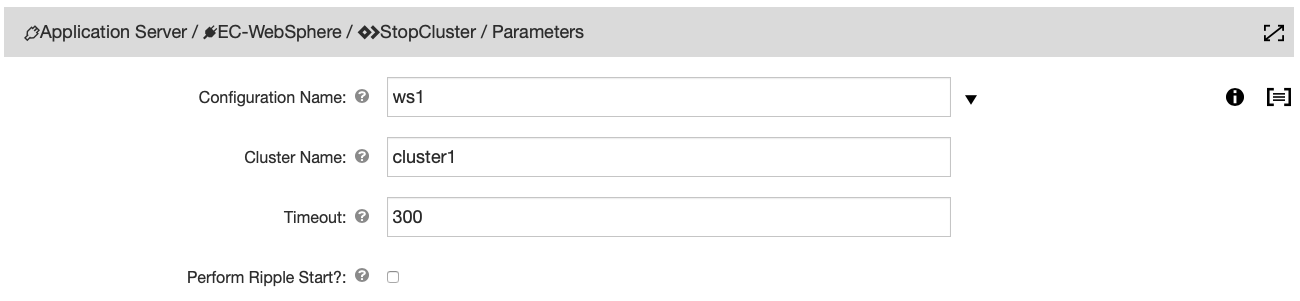 Application Server / EC-WebSphere / StopCluster / Parameters
Configuration Name: ws1
Cluster Name: cluster1
Timeout: 300
Perform Ripple Start?: